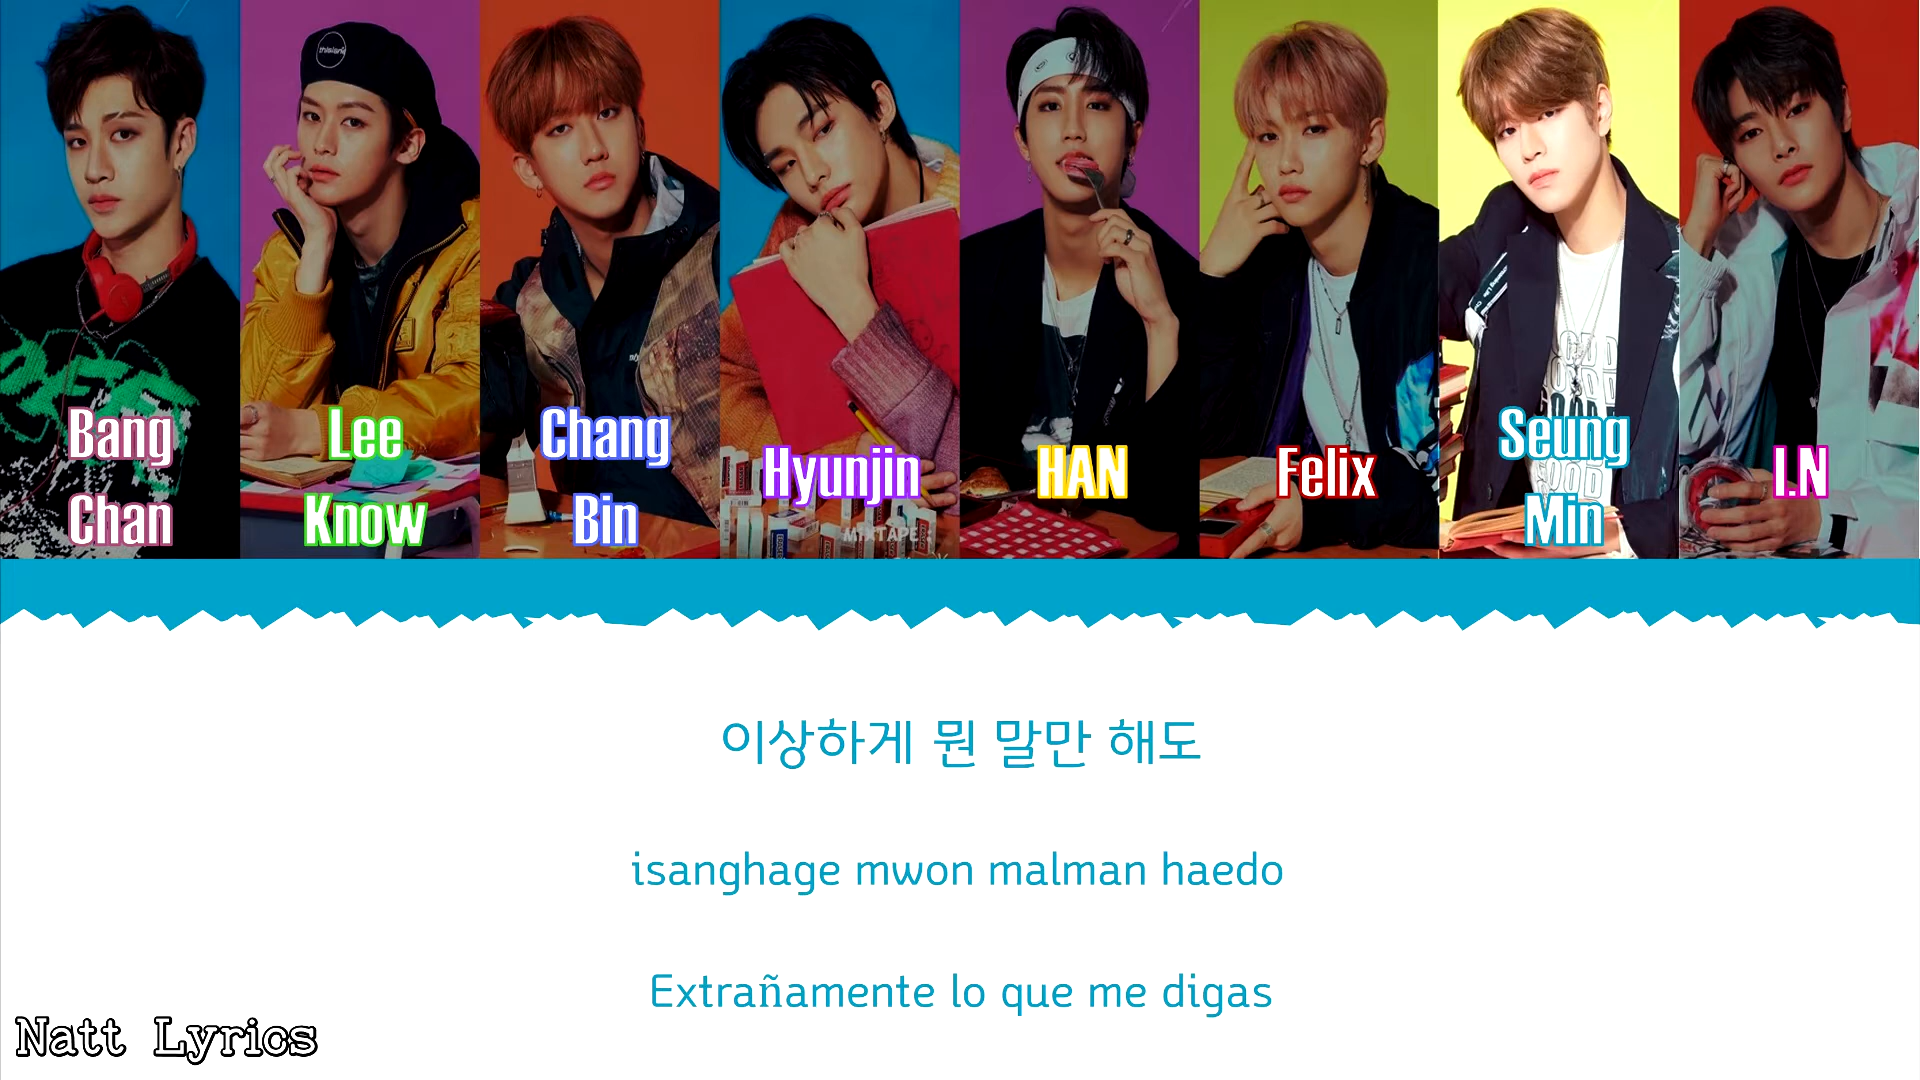 Bang
Chan
Lee
Know
Chang
Bin
Hyunjin
HAN
Felix
Seung
Min
I.N
MIXTAPE
이상하게 뭔 말만 해도
isanghage mwon malman haedo
Extrañamente lo que me digas
Natt Lyrics